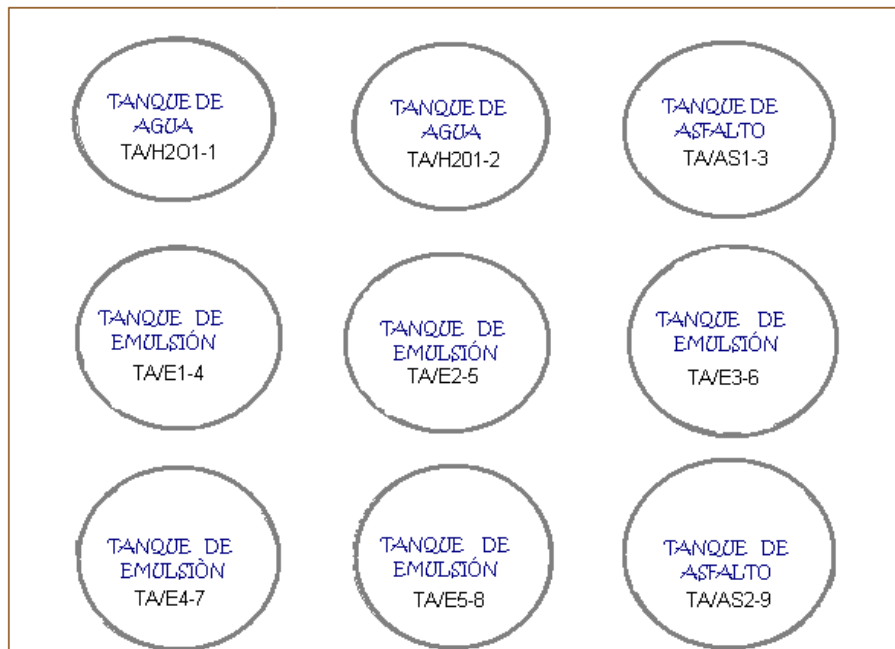 TANQUE DE
AGUA
TA/H2O1-1
TANQUE DE
AGUA
TA/H201-2
TANQUE DE
ASFALTO
TA/AS1-3
TANQUE DE
EMULSIÓN
TA/E1-4
TANQUE DE
EMULSIÓN
TA/E2-5
TANQUE DE
EMULSIÓN
TA/E3-6
TANQUE DE
EMULSIÒN
TA/E4-7
TANQUE DE
EMULSIÓN
TA/E5-8
TANQUE DE
ASFALTO
TA/AS2-9